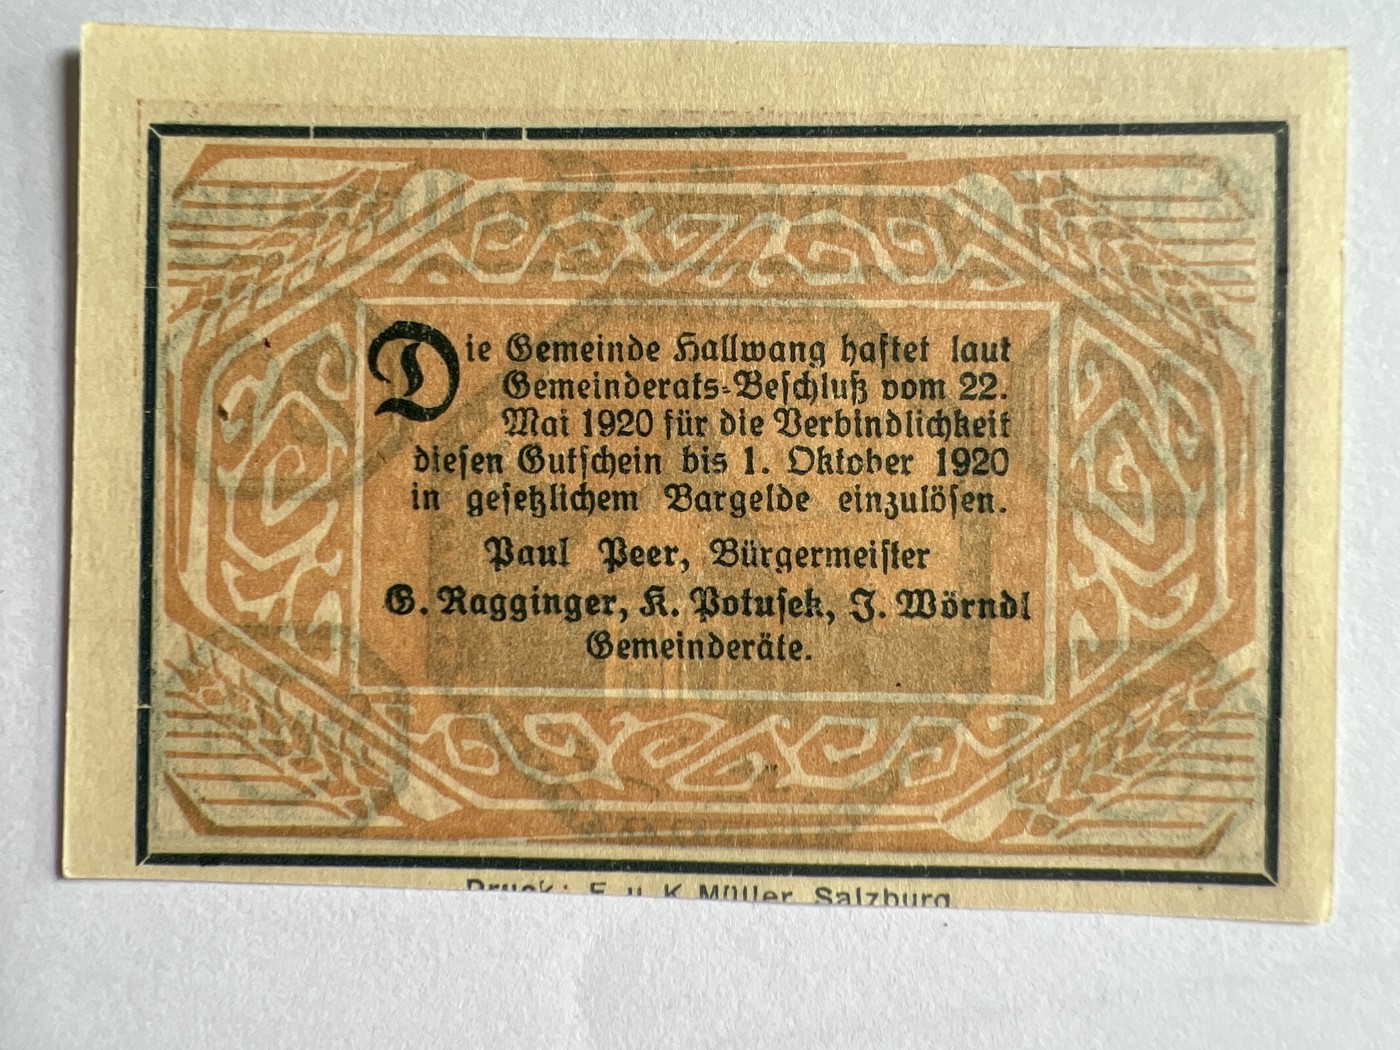 Die Gemeinde Hallwang haftet laut
Gemeinderats-Beschluß vom 22.
Mai 1920 für die Verbindlichkeit
diesen Gutschein bis 1. Oktober 1920
in gesetzlichem Bargelde einzulösen.
Paul Peer, Bürgermeister
G. Ragginger, K. Potusek, J. Wörndl
Gemeinderäte.
Druck: F. u. K. Müller, Salzburg.